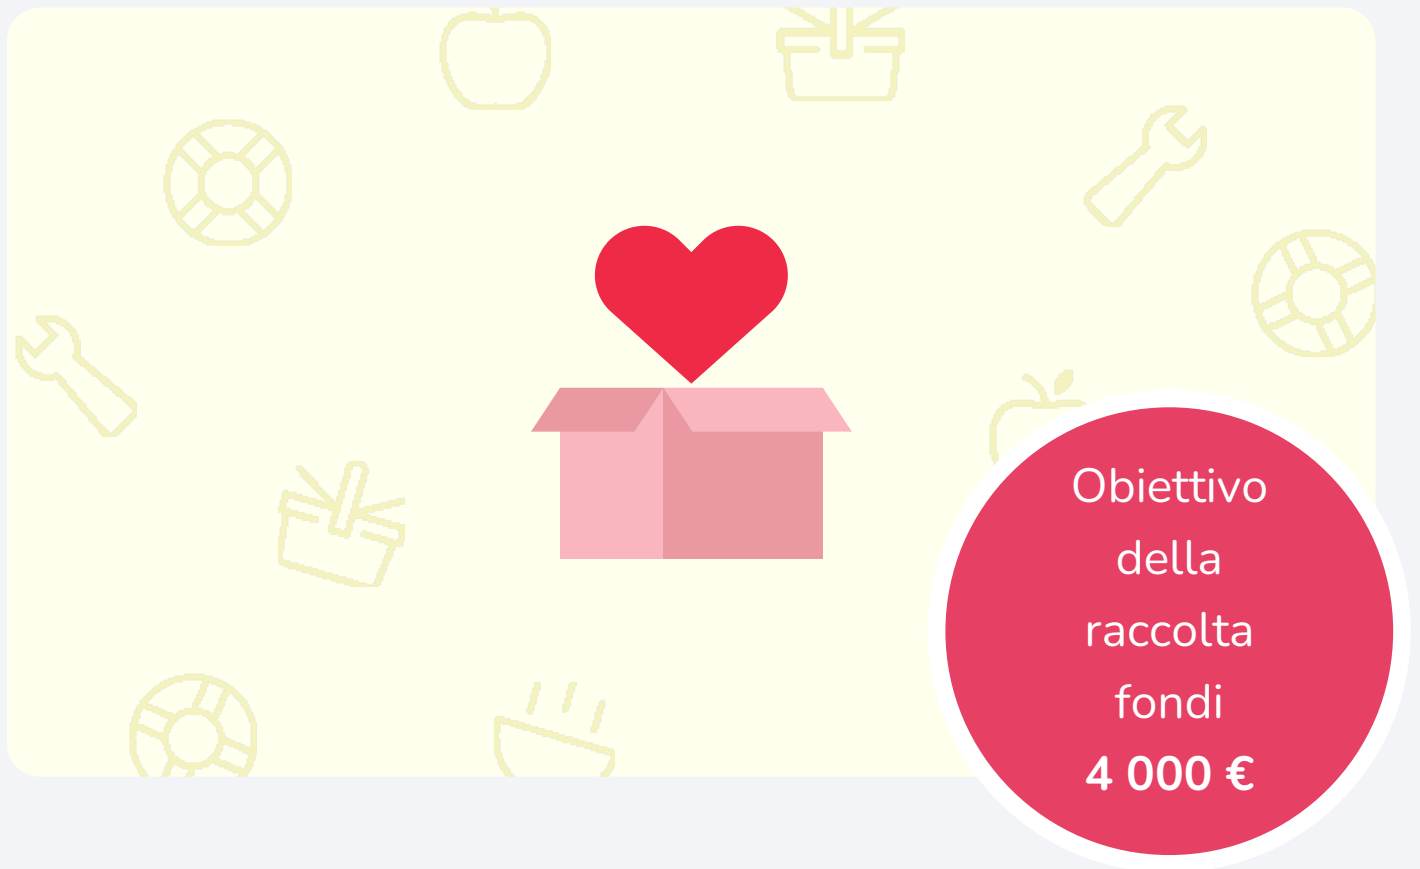 Obiettivo
della
raccolta
fondi
4 000 €